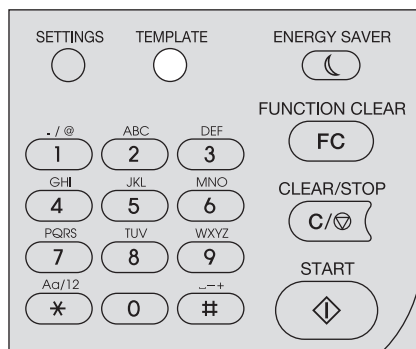 SETTINGS TEMPLATE ENERGY SAVER
FUNCTION CLEAR
FC
. / @ ABC DEF
1 2 3
GHI JKL MNO
4 5 6
CLEAR/STOP
C/
PQRS TUV WXYZ
7 8 9
START
Aa/12 ⎵–+
* 0 #